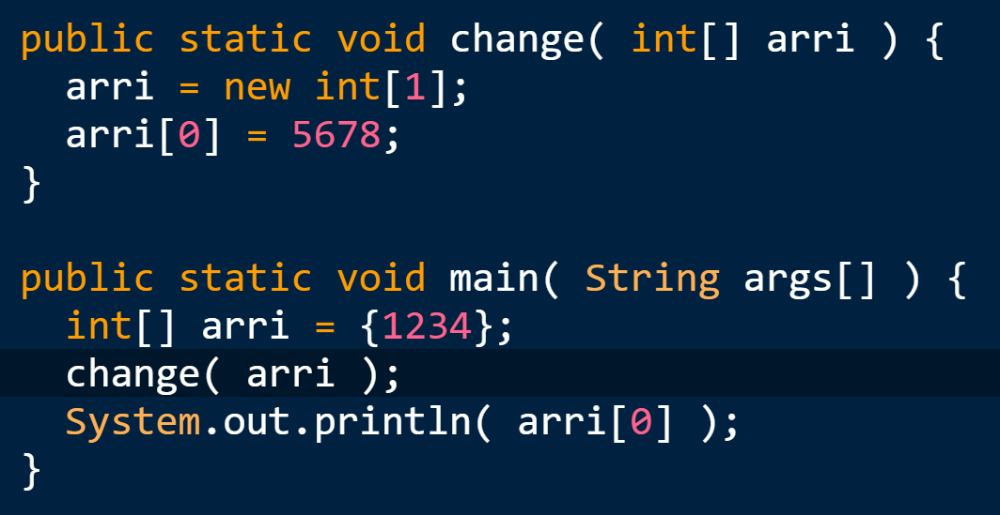 public static void change( int[] arri ) {
  arri = new int[1];
  arri[0] = 5678;
}

public static void main( String args[] ) {
  int[] arri = {1234};
  change( arri );
  System.out.println( arri[0] );
}